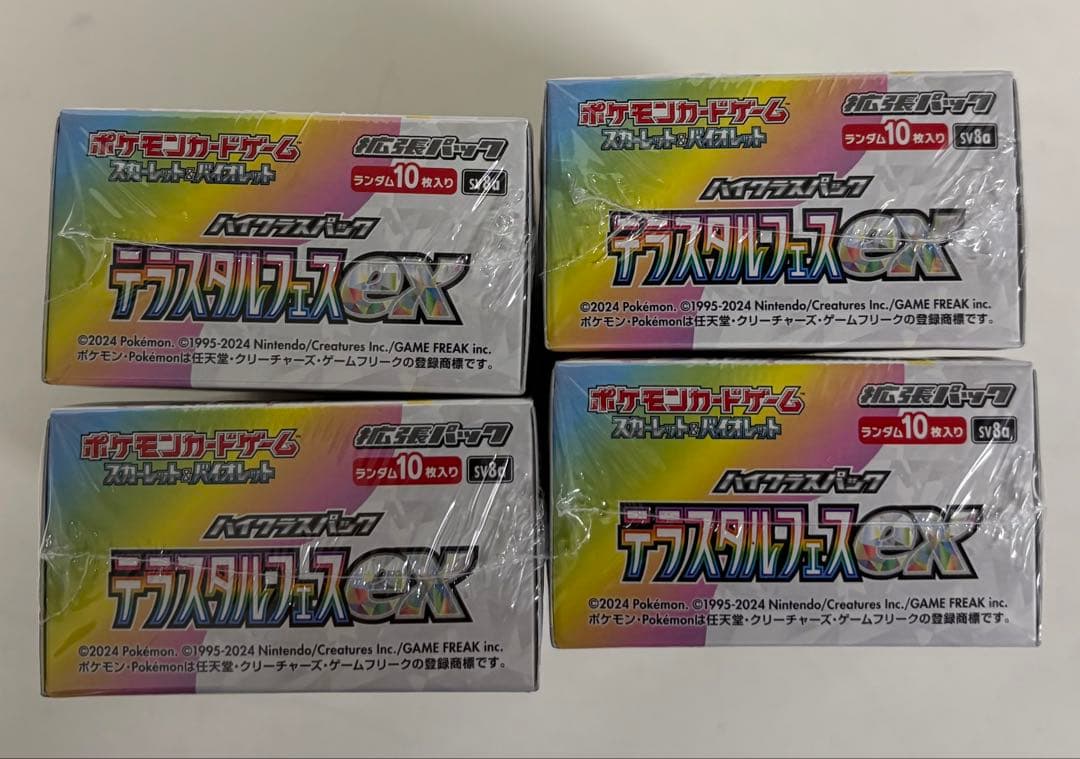 ポケモンカードゲーム™
スカーレット&バイオレット
拡張パック
ランダム10枚入り sv8a
ハイクラスパック
テラスタルフェスex
©2024 Pokémon. ©1995-2024 Nintendo/Creatures Inc./GAME FREAK inc.
ポケモン・Pokémonは任天堂・クリーチャーズ・ゲームフリークの登録商標です。
ポケモンカードゲーム™
スカーレット&バイオレット
拡張パック
ランダム10枚入り sv8a
ハイクラスパック
テラスタルフェスex
©2024 Pokémon. ©1995-2024 Nintendo/Creatures Inc./GAME FREAK inc.
ポケモン・Pokémonは任天堂・クリーチャーズ・ゲームフリークの登録商標です。
ポケモンカードゲーム
スカーレット&バイオレット
拡張パック
ランダム10枚入り sv8a
ハイクラスパック
テラスタルフェスex
©2024 Pokémon. ©1995-2024 Nintendo/Creatures Inc./GAME FREAK inc.
ポケモン・Pokémonは任天堂・クリーチャーズ・ゲームフリークの登録商標です。
ポケモンカードゲーム
スカーレット&バイオレット
拡張パック
ランダム10枚入り sv8a
ハイクラスパック
テラスタルフェスex
©2024 Pokémon. ©1995-2024 Nintendo/Creatures Inc./GAME FREAK inc.
ポケモン・Pokémonは任天堂・クリーチャーズ・ゲームフリークの登録商標です。